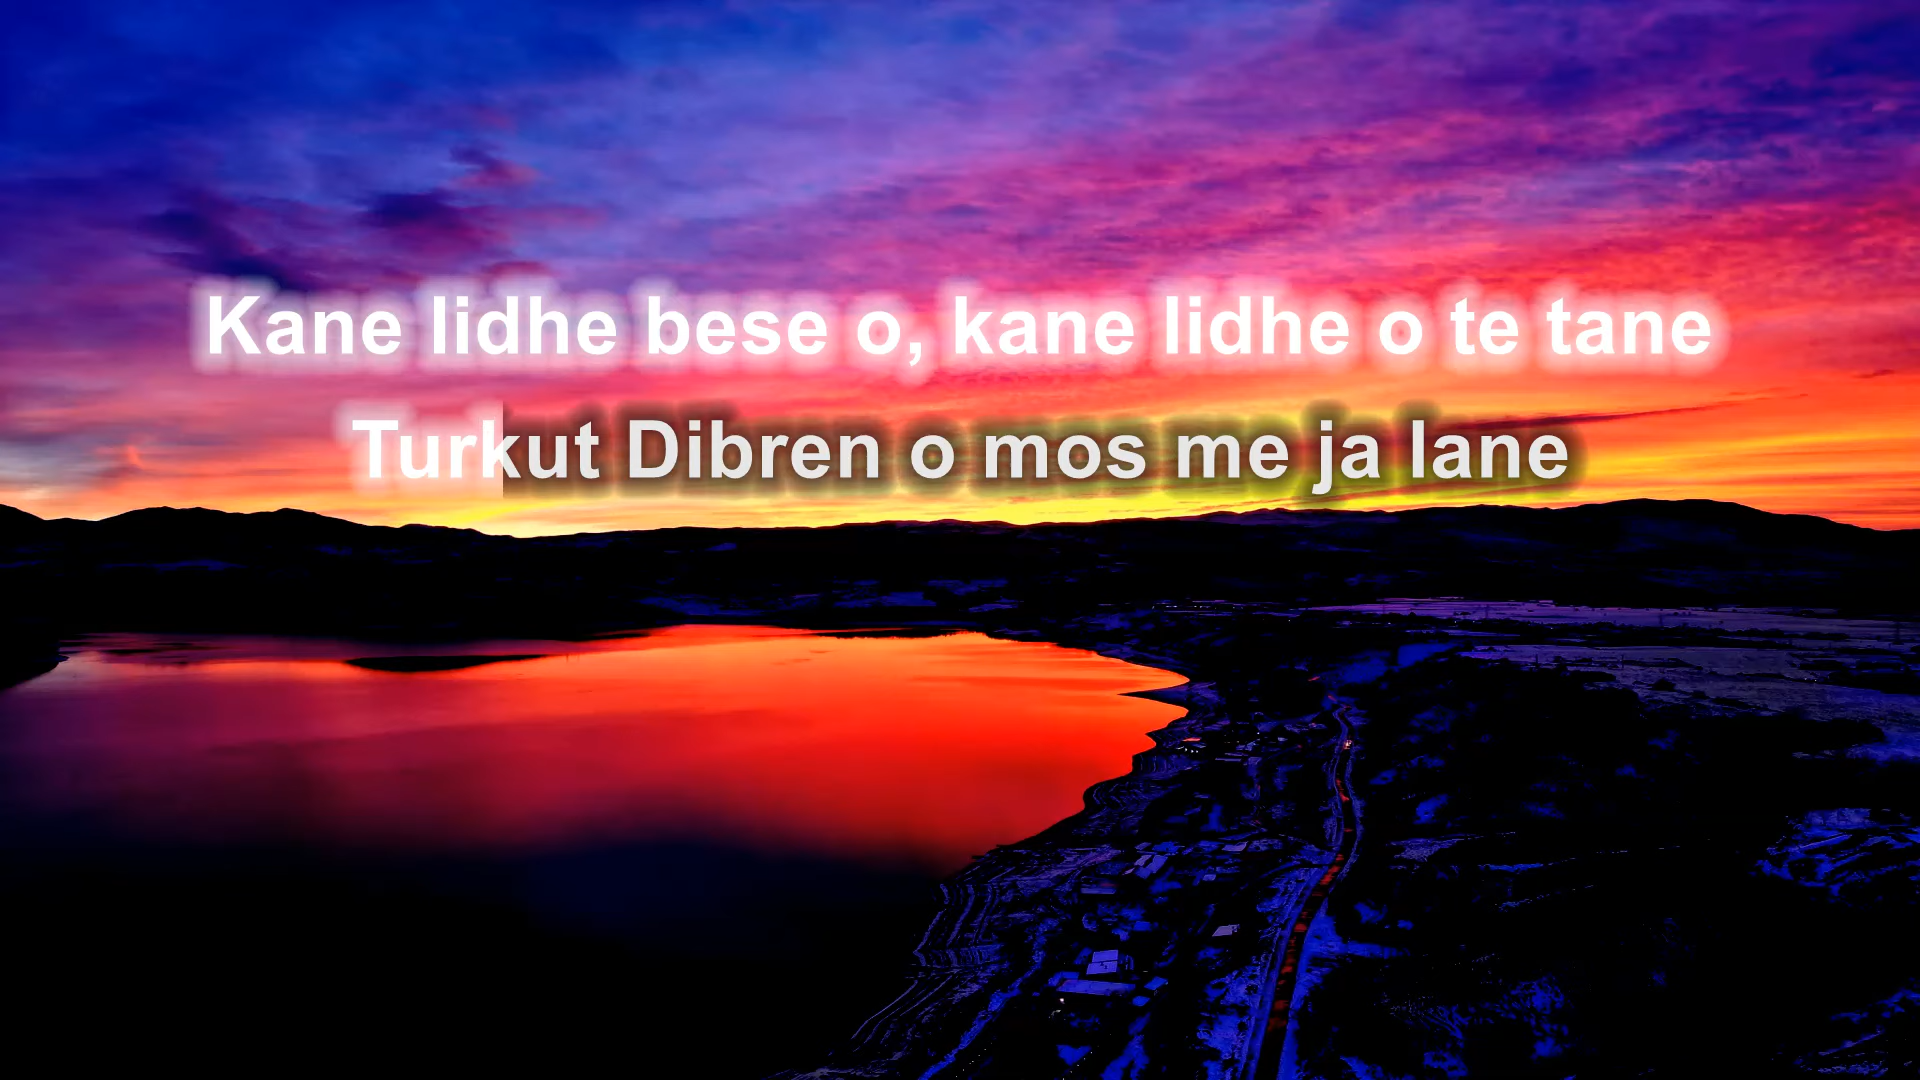 Kane lidhe bese o, kane lidhe o te tane
Turkut Dibren o mos me ja lane